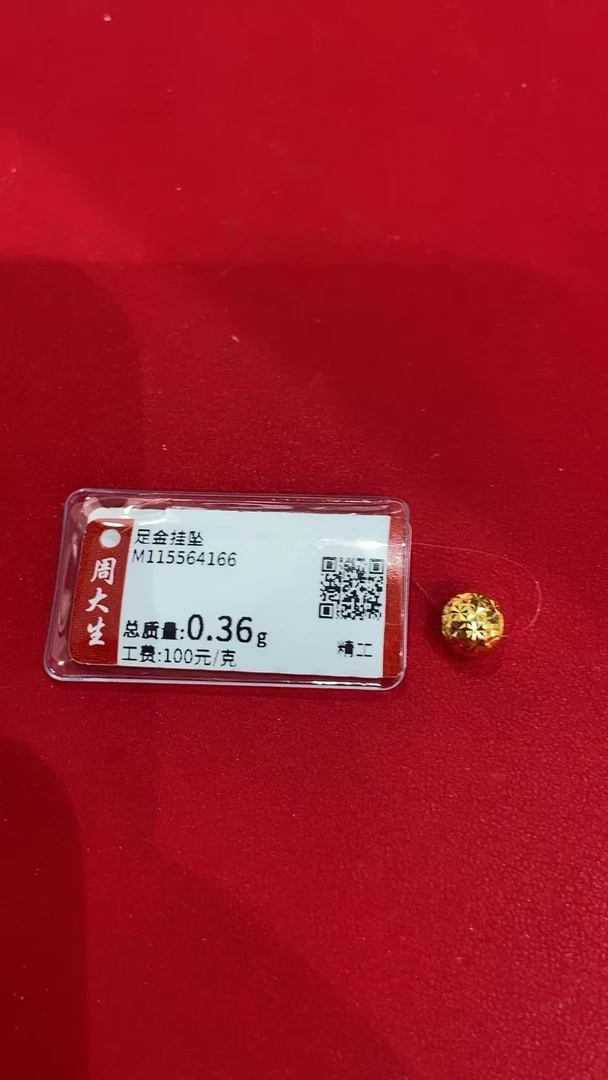 周大生
足金挂坠
M115564166
总质量:0.36g
工费:100元/克
精工